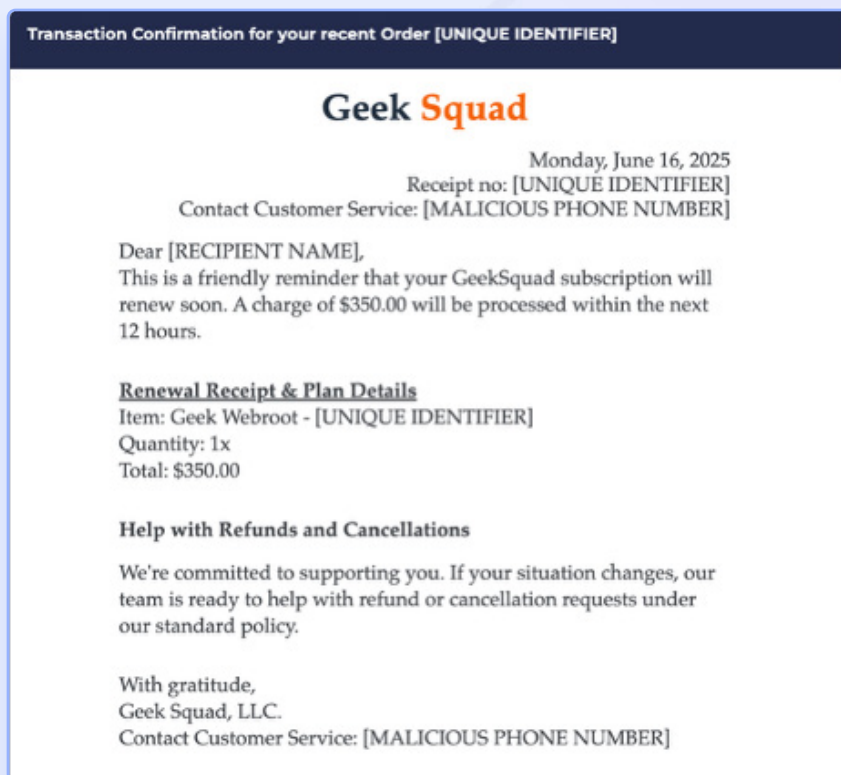 Transaction Confirmation for your recent Order [UNIQUE IDENTIFIER]
Geek Squad
Monday, June 16, 2025
Receipt no: [UNIQUE IDENTIFIER]
Contact Customer Service: [MALICIOUS PHONE NUMBER]
Dear [RECIPIENT NAME],
This is a friendly reminder that your GeekSquad subscription will
renew soon. A charge of $350.00 will be processed within the next
12 hours.
Renewal Receipt & Plan Details
Item: Geek Webroot - [UNIQUE IDENTIFIER]
Quantity: 1x
Total: $350.00
Help with Refunds and Cancellations
We're committed to supporting you. If your situation changes, our
team is ready to help with refund or cancellation requests under
our standard policy.
With gratitude,
Geek Squad, LLC.
Contact Customer Service: [MALICIOUS PHONE NUMBER]